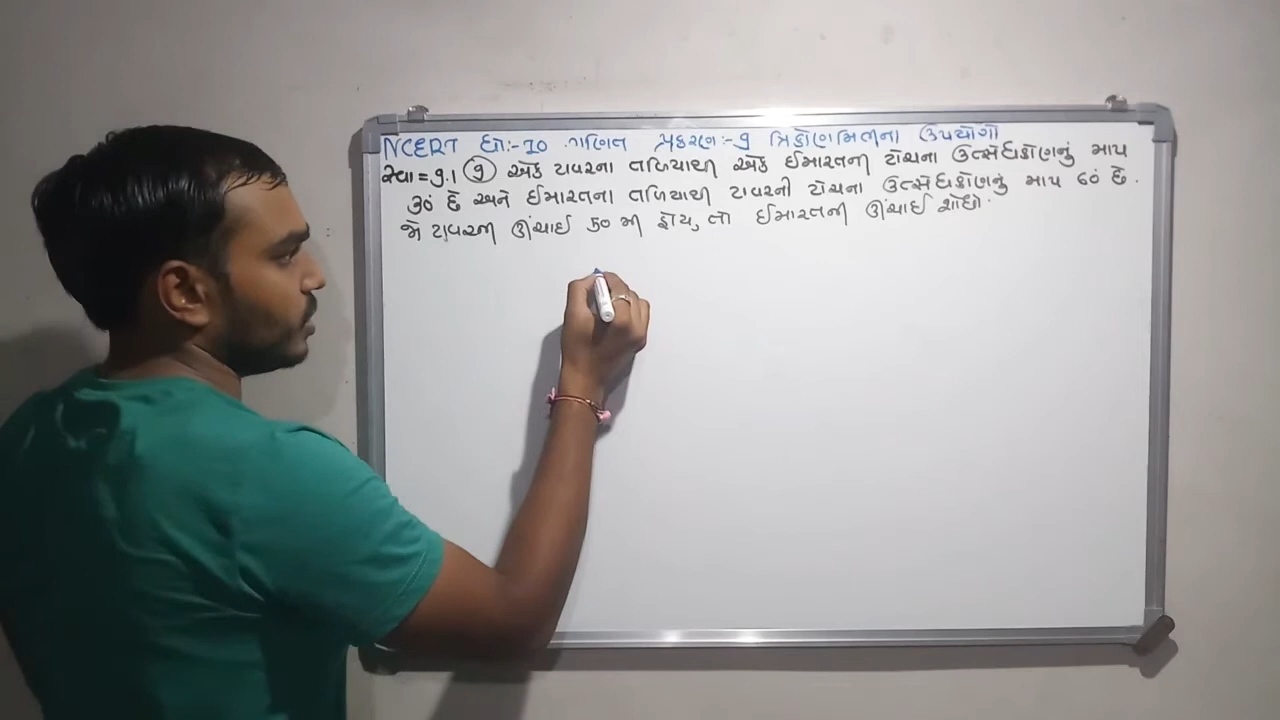 NCERT ધો:-10 ગણિત પ્રકરણ:-9 ત્રિકોણમિતિના ઉપયોગો
સ્વા=9.1 (9) એક ટાવરના તળિયાથી એક ઈમારતની ટોચના ઉત્સેધકોણનું માપ
30° છે અને ઈમારતના તળિયાથી ટાવરની ટોચના ઉત્સેધકોણનું માપ 60° છે.
જો ટાવરની ઊંચાઈ 50 મી હોય, તો ઈમારતની ઊંચાઈ શોધો.